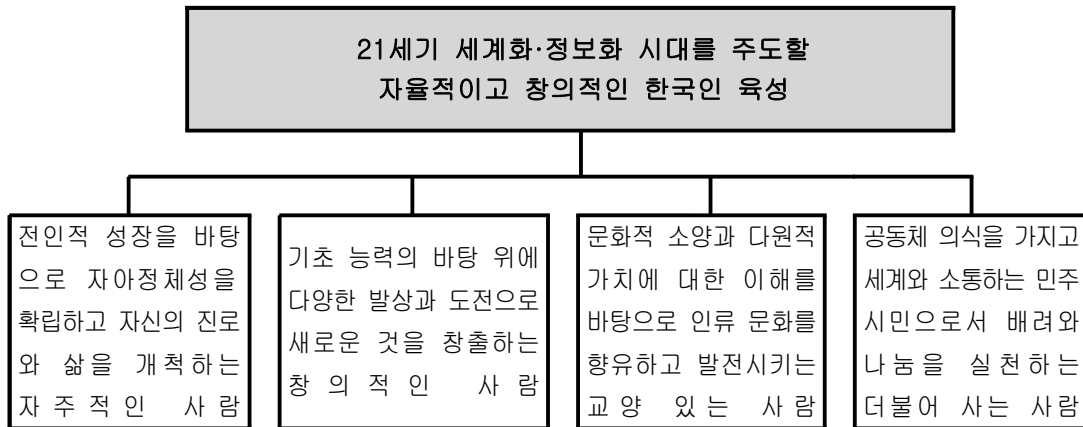 21세기 세계화·정보화 시대를 주도할
자율적이고 창의적인 한국인 육성
전인적 성장을 바탕
으로 자아정체성을
확립하고 자신의 진로
와 삶을 개척하는
자주적인 사람
기초 능력의 바탕 위에
다양한 발상과 도전으로
새로운 것을 창출하는
창의적인 사람
문화적 소양과 다원적
가치에 대한 이해를
바탕으로 인류 문화를
향유하고 발전시키는
교양 있는 사람
공동체 의식을 가지고
세계와 소통하는 민주
시민으로서 배려와
나눔을 실천하는
더불어 사는 사람